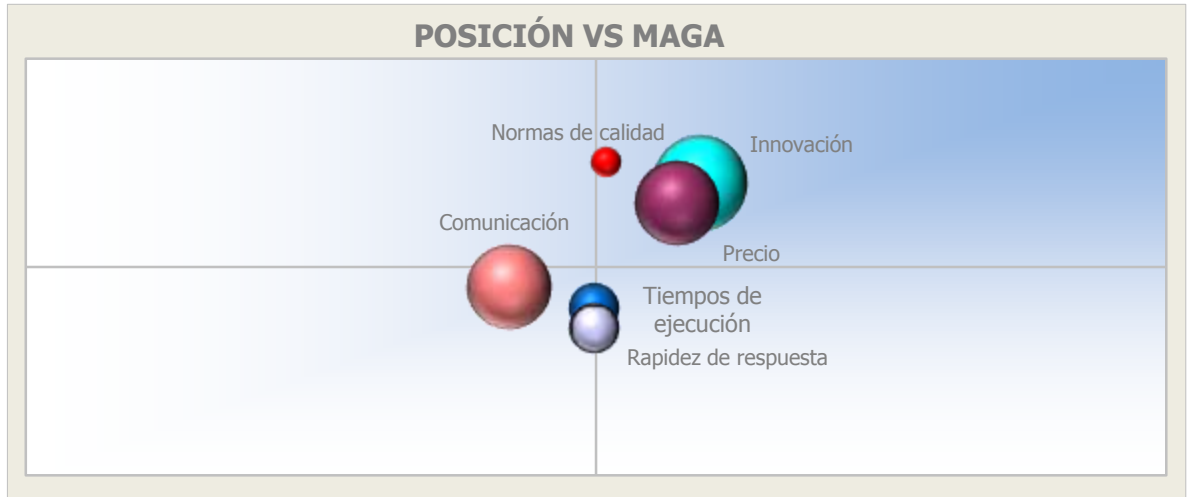 POSICIÓN VS MAGA
Normas de calidad
Innovación
Comunicación
Precio
Tiempos de
ejecución
Rapidez de respuesta